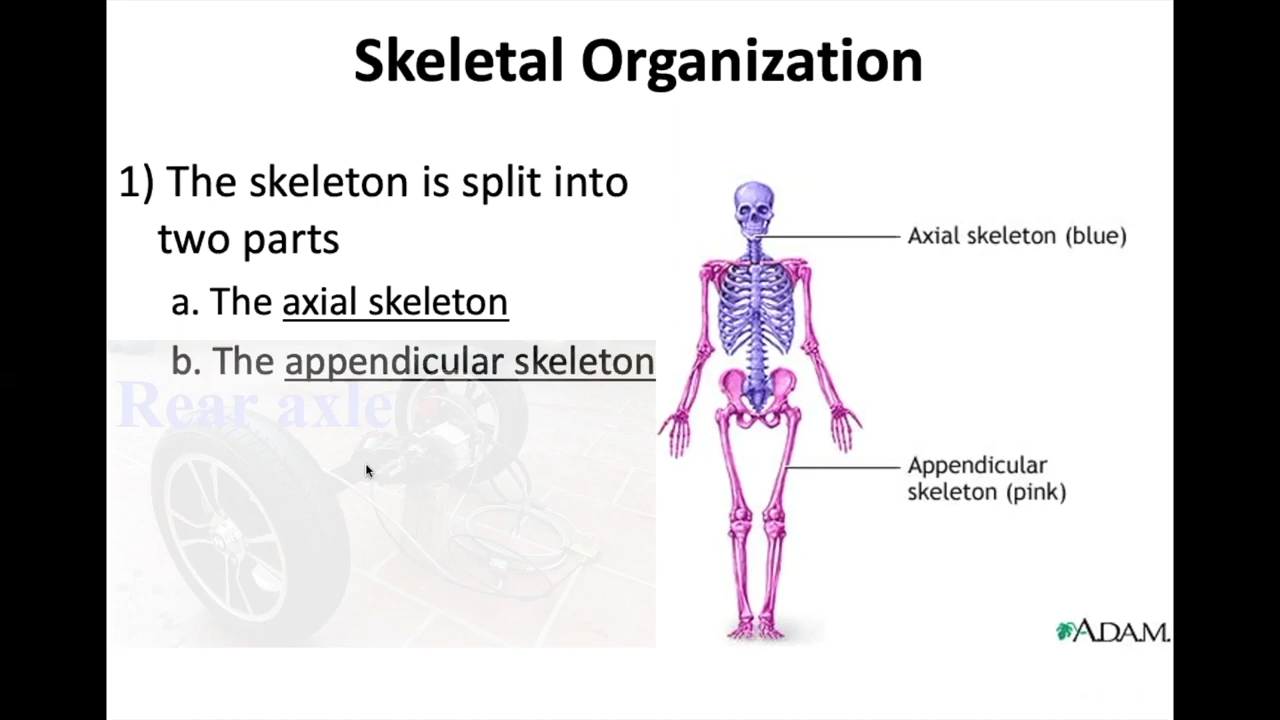 Skeletal Organization
1) The skeleton is split into
two parts
a. The axial skeleton
b. The appendicular skeleton
Rear axle
Axial skeleton (blue)
Appendicular
skeleton (pink)
A.D.A.M.